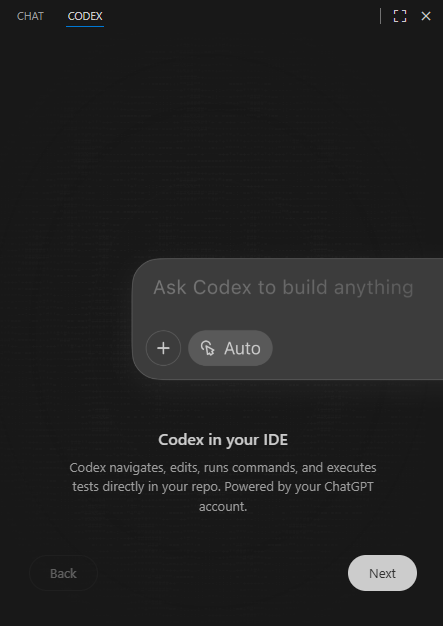 CHAT CODEX
Ask Codex to build anything
Auto
Codex in your IDE
Codex navigates, edits, runs commands, and executes
tests directly in your repo. Powered by your ChatGPT
account.
Back Next